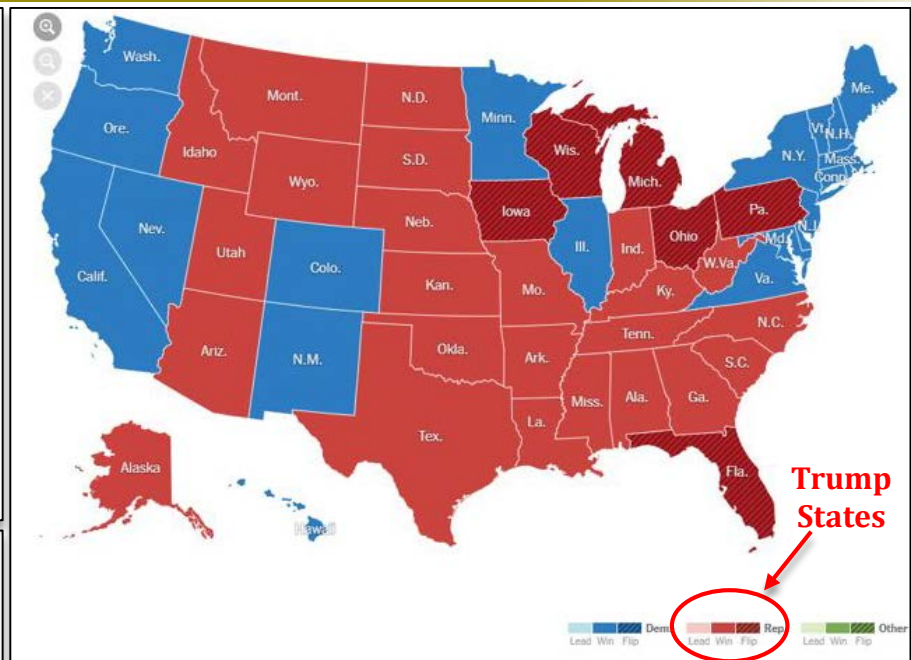 Wash.
Mont.
N.D.
Minn.
Me.
Ore.
Idaho
S.D.
Wis.
Vt.
N.H.
N.Y.
Mass.
Conn.
Wyo.
Mich.
Iowa
Pa.
Neb.
Nev.
Utah
Ohio
N.J.
Md.
Ill.
Ind.
W.Va.
Colo.
Calif.
Kan.
Mo.
Ky.
Va.
N.C.
Tenn.
Okla.
Ariz.
N.M.
Ark.
S.C.
Miss.
Ala.
Ga.
La.
Tex.
Fla.
Alaska
Hawaii
Trump
States
Dem
Rep
Other
Lead Win Flip
Lead Win Flip
Lead Win Flip